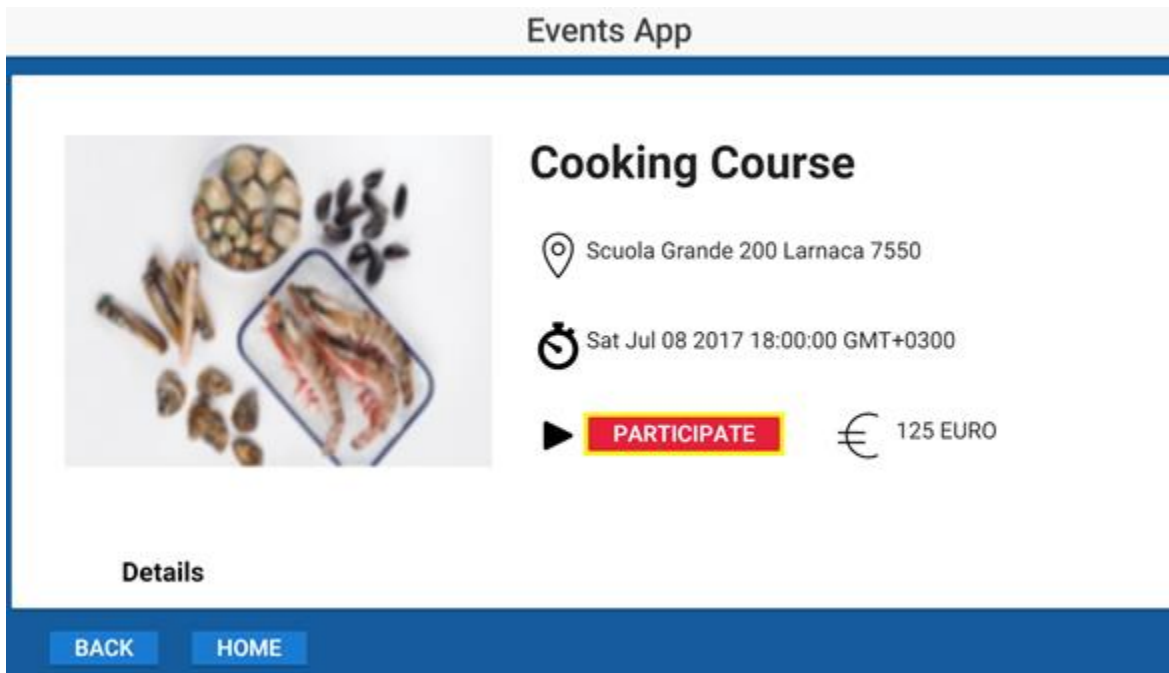 Events App
Cooking Course
Scuola Grande 200 Larnaca 7550
Sat Jul 08 2017 18:00:00 GMT+0300
PARTICIPATE
125 EURO
Details
BACK
HOME